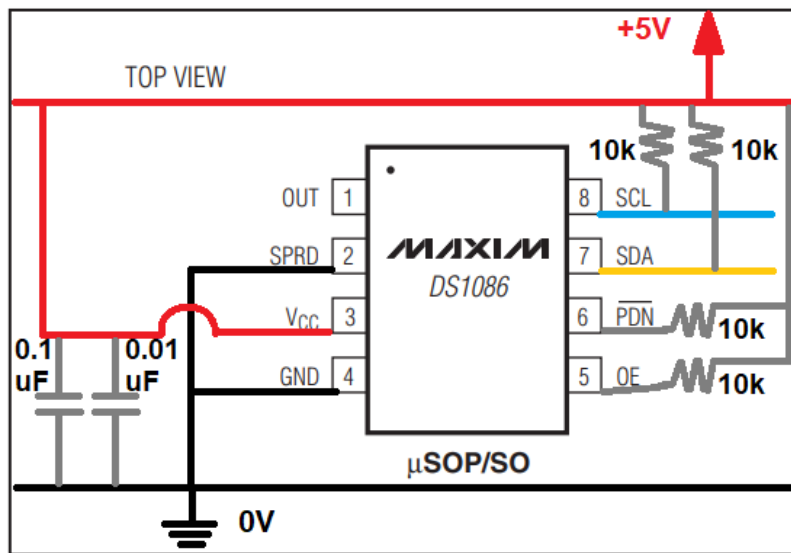 +5V
TOP VIEW
10k
10k
OUT 1
8 SCL
MAXIM
SPRD 2
7 SDA
DS1086
VCC 3
6 PDN
10k
0.1
uF
0.01
uF
GND 4
5 OE
10k
µSOP/SO
0V